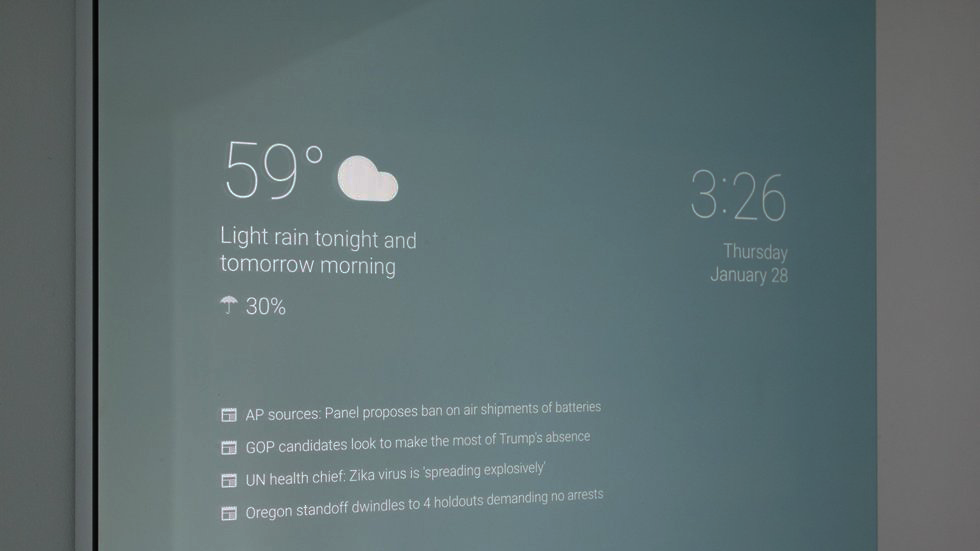 59°
Light rain tonight and
tomorrow morning
30%
3:26
Thursday
January 28
AP sources: Panel proposes ban on air shipments of batteries
GOP candidates look to make the most of Trump's absence
UN health chief: Zika virus is 'spreading explosively'
Oregon standoff dwindles to 4 holdouts demanding no arrests